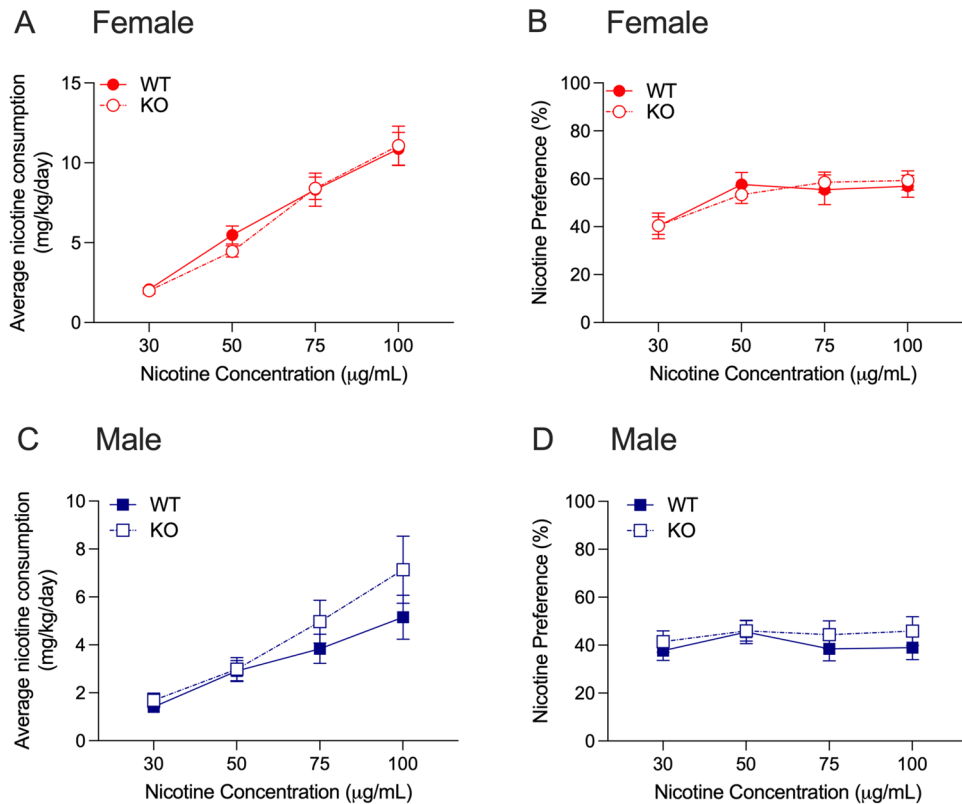 A Female
WT
KO
Average nicotine consumption
(mg/kg/day)
15
10
5
0
30 50 75 100
Nicotine Concentration (μg/mL)
B Female
WT
KO
Nicotine Preference (%)
100
80
60
40
20
0
30 50 75 100
Nicotine Concentration (μg/mL)
C Male
WT
KO
Average nicotine consumption
(mg/kg/day)
10
8
6
4
2
0
30 50 75 100
Nicotine Concentration (μg/mL)
D Male
WT
KO
Nicotine Preference (%)
100
80
60
40
20
0
30 50 75 100
Nicotine Concentration (μg/mL)